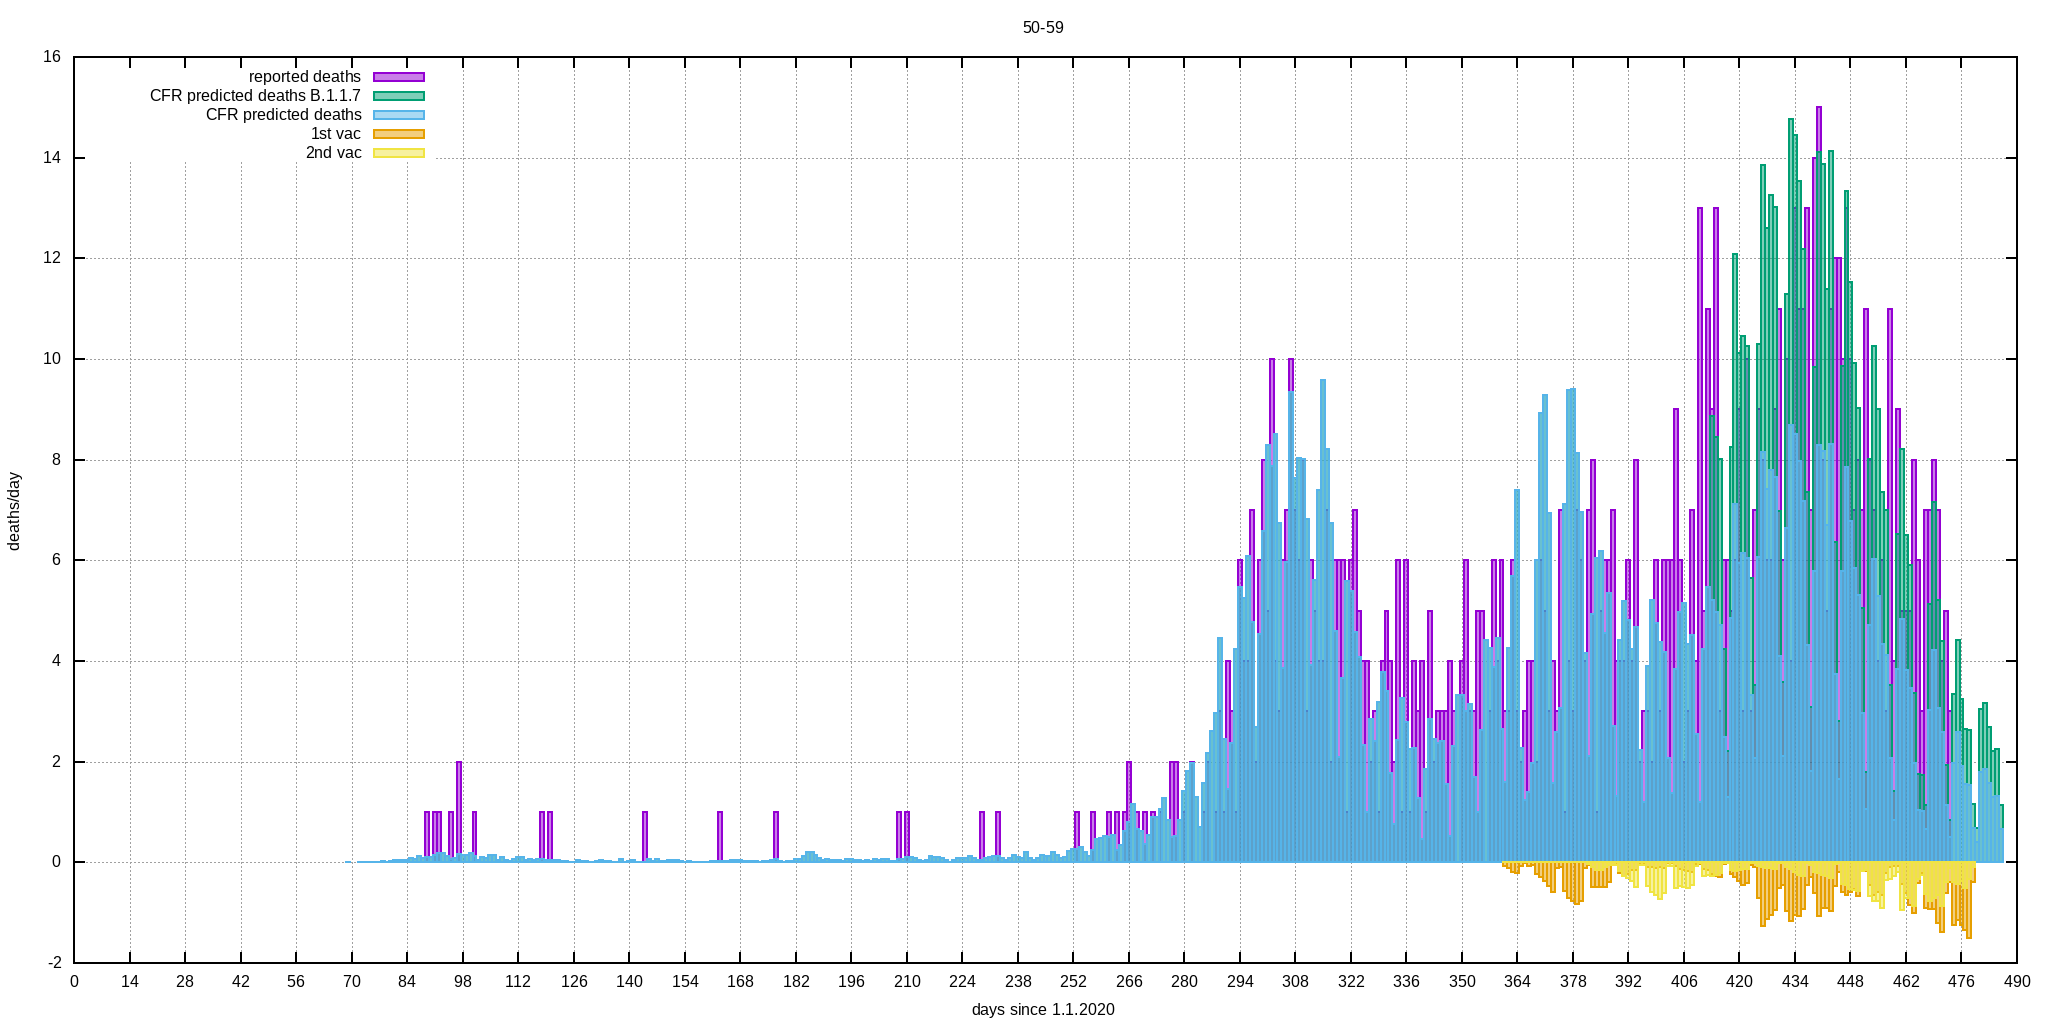 50-59
reported deaths
CFR predicted deaths B.1.1.7
CFR predicted deaths
1st vac
2nd vac
16
14
12
10
8
6
4
2
0
-2
deaths/day
0 14 28 42 56 70 84 98 112 126 140 154 168 182 196 210 224 238 252 266 280 294 308 322 336 350 364 378 392 406 420 434 448 462 476 490
days since 1.1.2020